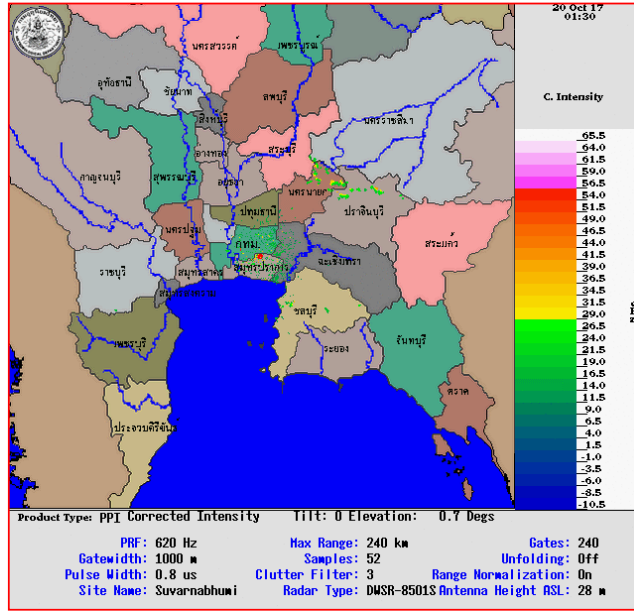 20 Oct 17
01:30
นครสวรรค์
เพชรบูรณ์
อุทัยธานี
ชัยนาท
C. Intensity
ลพบุรี
สิงห์บุรี
นครราชสีมา
อ่างทอง
สระบุรี
กาญจนบุรี
สุพรรณบุรี
อยุธยา
นครนายก
ปราจีนบุรี
ปทุมธานี
นครปฐม
กทม.
สระแก้ว
ฉะเชิงเทรา
ราชบุรี
สมุทรสาคร
สมุทรปราการ
สมุทรสงคราม
ชลบุรี
เพชรบุรี
ระยอง
จันทบุรี
ตราด
ประจวบคีรีขันธ์
65.5
64.0
61.5
59.0
56.5
54.0
51.5
49.0
46.5
44.0
41.5
39.0
36.5
34.0
31.5
29.0
26.5
24.0
21.5
19.0
16.5
14.0
11.5
9.0
6.5
4.0
1.5
-1.0
-3.5
-6.0
-8.5
-10.5
Product Type: PPI Corrected Intensity Tilt: 0 Elevation: 0.7 Degs
PRF: 620 Hz Max Range: 240 km Gates: 240
Gatewidth: 1000 m Samples: 52 Unfolding: Off
Pulse Width: 0.8 us Clutter Filter: 3 Range Normalization: On
Site Name: Suvarnabhumi Radar Type: DWSR-8501S Antenna Height ASL: 28 m